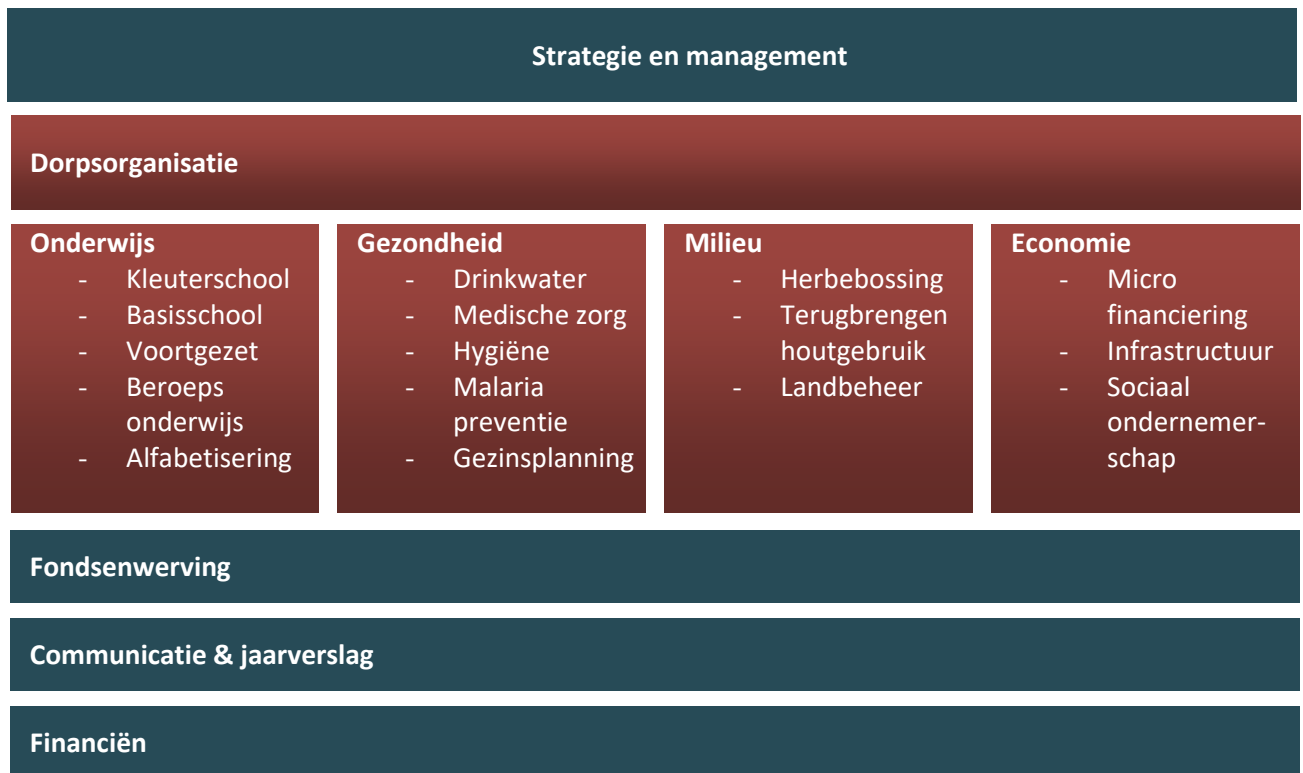 Strategie en management
Dorpsorganisatie
Onderwijs
- Kleuterschool
- Basisschool
- Voortgezet
- Beroeps
onderwijs
- Alfabetisering
Gezondheid
- Drinkwater
- Medische zorg
- Hygiëne
- Malaria
preventie
- Gezinsplanning
Milieu
- Herbebossing
- Terugbrengen
houtgebruik
- Landbeheer
Economie
- Micro
financiering
- Infrastructuur
- Sociaal
ondernemer-
schap
Fondsenwerving
Communicatie & jaarverslag
Financiën